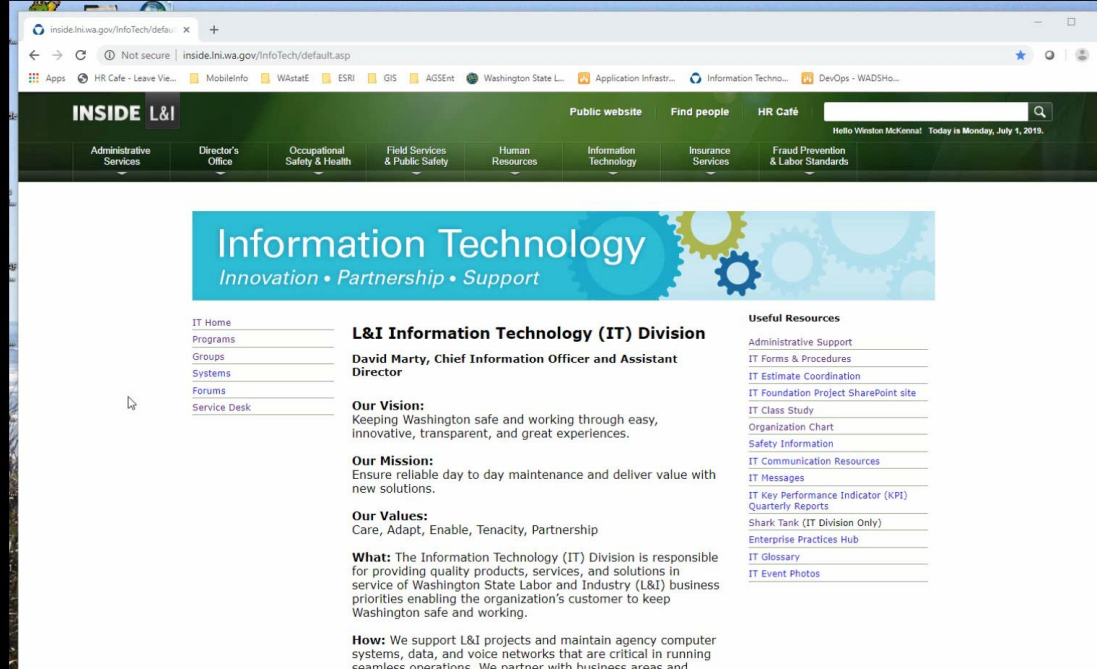 inside.lni.wa.gov/InfoTech/defau
Not secure | inside.lni.wa.gov/InfoTech/default.asp
Apps HR Cafe - Leave Vie... MobileInfo WAstatE ESRI GIS AGSEnt Washington State L... Application Infrastr... Information Techno... DevOps - WADSHo...
INSIDE L&I
Public website Find people HR Café
Hello Winston McKenna! Today is Monday, July 1, 2019.
Administrative Services
Director's Office
Occupational Safety & Health
Field Services & Public Safety
Human Resources
Information Technology
Insurance Services
Fraud Prevention & Labor Standards
Information Technology
Innovation • Partnership • Support
IT Home
Programs
Groups
Systems
Forums
Service Desk
L&I Information Technology (IT) Division
David Marty, Chief Information Officer and Assistant
Director
Our Vision:
Keeping Washington safe and working through easy,
innovative, transparent, and great experiences.
Our Mission:
Ensure reliable day to day maintenance and deliver value with
new solutions.
Our Values:
Care, Adapt, Enable, Tenacity, Partnership
What: The Information Technology (IT) Division is responsible
for providing quality products, services, and solutions in
service of Washington State Labor and Industry (L&I) business
priorities enabling the organization's customer to keep
Washington safe and working.
How: We support L&I projects and maintain agency computer
systems, data, and voice networks that are critical in running
seamless operations. We partner with business areas and
Useful Resources
Administrative Support
IT Forms & Procedures
IT Estimate Coordination
IT Foundation Project SharePoint site
IT Class Study
Organization Chart
Safety Information
IT Communication Resources
IT Messages
IT Key Performance Indicator (KPI)
Quarterly Reports
Shark Tank (IT Division Only)
Enterprise Practices Hub
IT Glossary
IT Event Photos